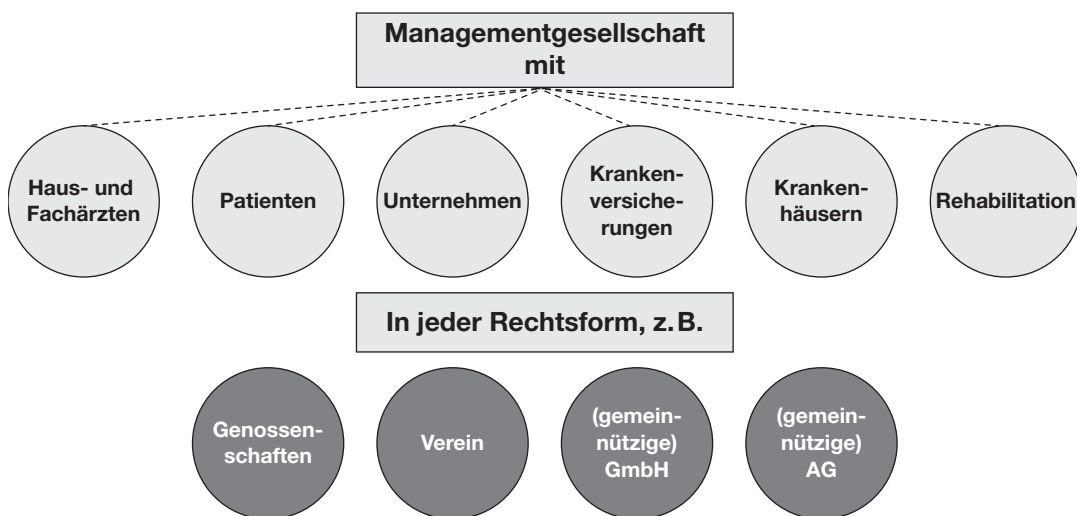 Managementgesellschaft
mit
Haus- und
Fachärzten
Patienten
Unternehmen
Kranken-
versiche-
rungen
Kranken-
häusern
Rehabilitation
In jeder Rechtsform, z. B.
Genossen-
schaften
Verein
(gemein-
nützige)
GmbH
(gemein-
nützige)
AG